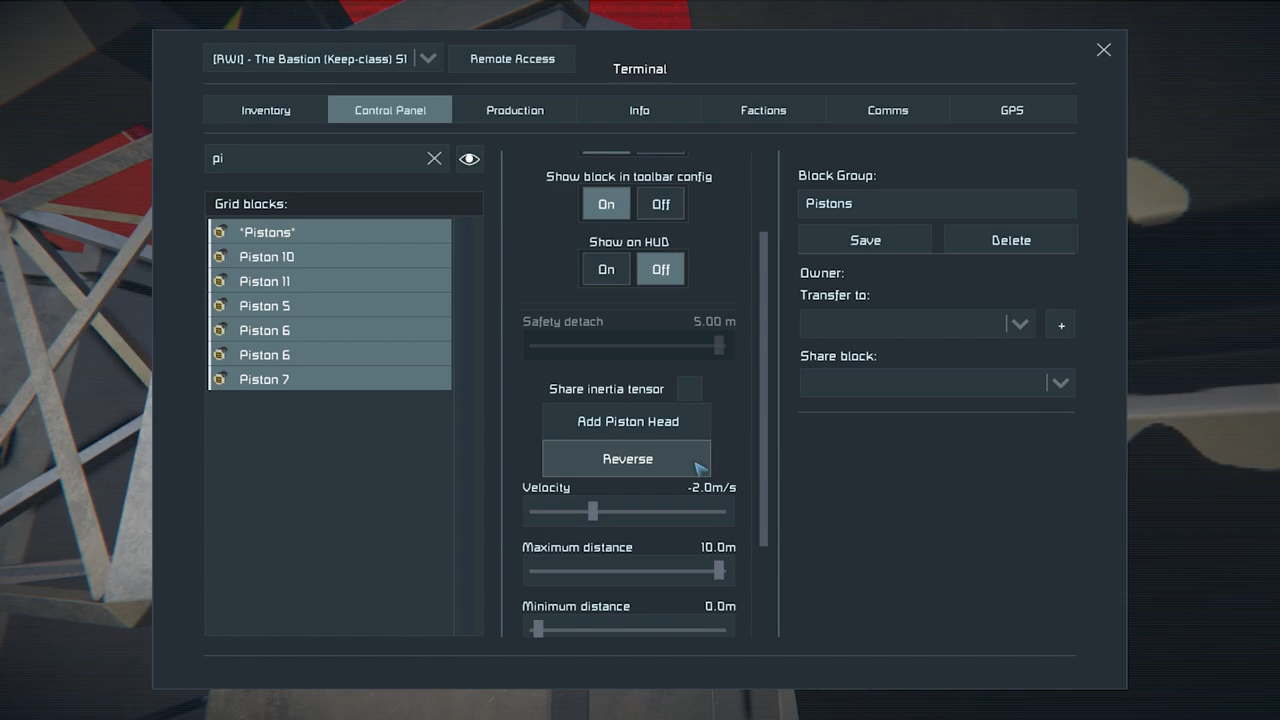 [RWI] - The Bastion (Keep-class) S1
Remote Access
Terminal
Inventory
Control Panel
Production
Info
Factions
Comms
GPS
pi
Grid blocks:
*Pistons*
Piston 10
Piston 11
Piston 5
Piston 6
Piston 6
Piston 7
Show block in toolbar config
On Off
Show on HUD
On Off
Safety detach 5.00 m
Share inertia tensor
Add Piston Head
Reverse
Velocity -2.0m/s
Maximum distance 10.0m
Minimum distance 0.0m
Block Group:
Pistons
Save Delete
Owner:
Transfer to:
+
Share block: